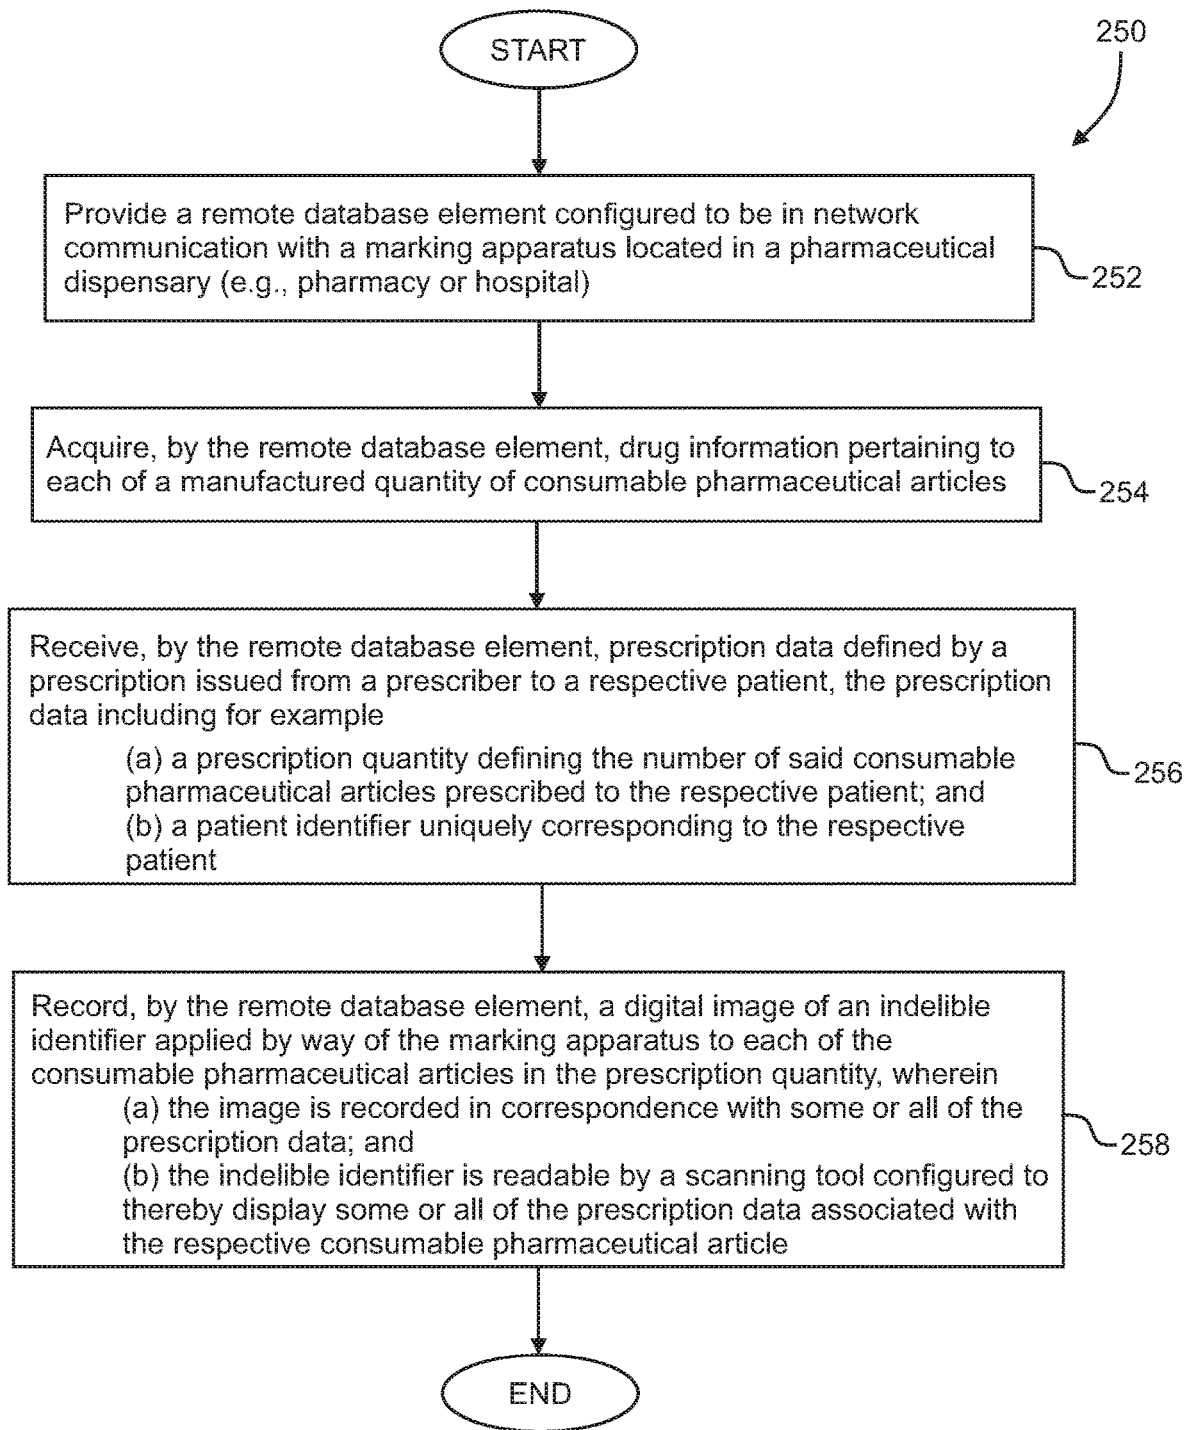 START
250
Provide a remote database element configured to be in network
communication with a marking apparatus located in a pharmaceutical
dispensary (e.g., pharmacy or hospital)
252
Acquire, by the remote database element, drug information pertaining to
each of a manufactured quantity of consumable pharmaceutical articles
254
Receive, by the remote database element, prescription data defined by a
prescription issued from a prescriber to a respective patient, the prescription
data including for example
(a) a prescription quantity defining the number of said consumable
pharmaceutical articles prescribed to the respective patient; and
(b) a patient identifier uniquely corresponding to the respective
patient
256
Record, by the remote database element, a digital image of an indelible
identifier applied by way of the marking apparatus to each of the
consumable pharmaceutical articles in the prescription quantity, wherein
(a) the image is recorded in correspondence with some or all of the
prescription data; and
(b) the indelible identifier is readable by a scanning tool configured to
thereby display some or all of the prescription data associated with
the respective consumable pharmaceutical article
258
END